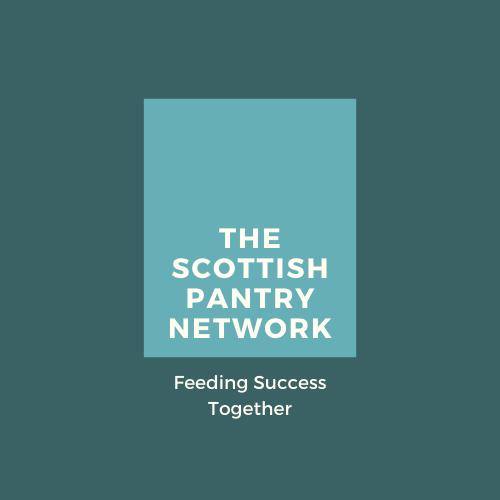 THE
SCOTTISH
PANTRY
NETWORK
Feeding Success
Together